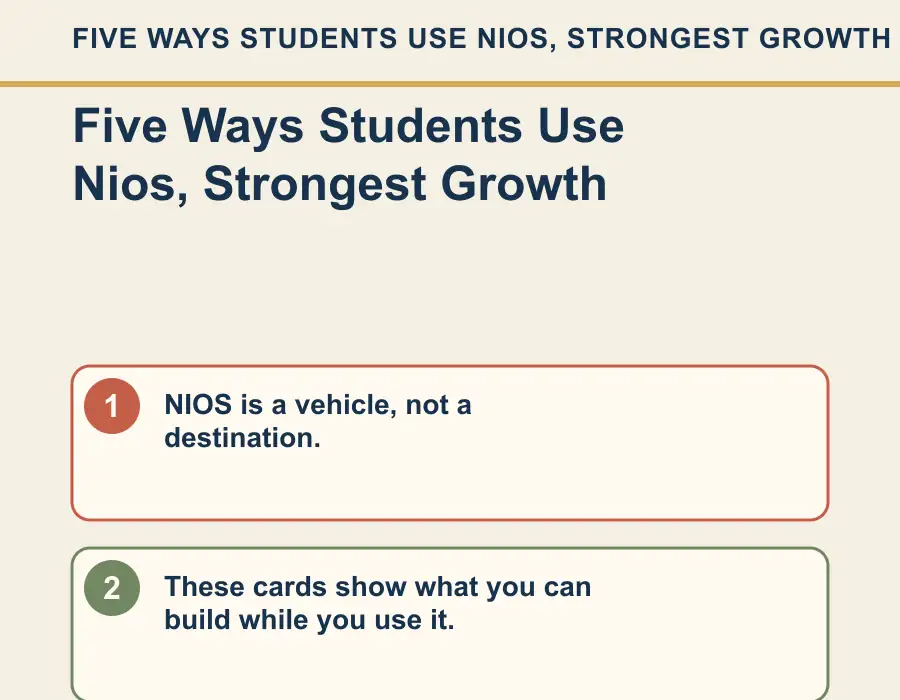 FIVE WAYS STUDENTS USE NIOS, STRONGEST GROWTH
Five Ways Students Use
Nios, Strongest Growth
1
NIOS is a vehicle, not a
destination.
2
These cards show what you can
build while you use it.